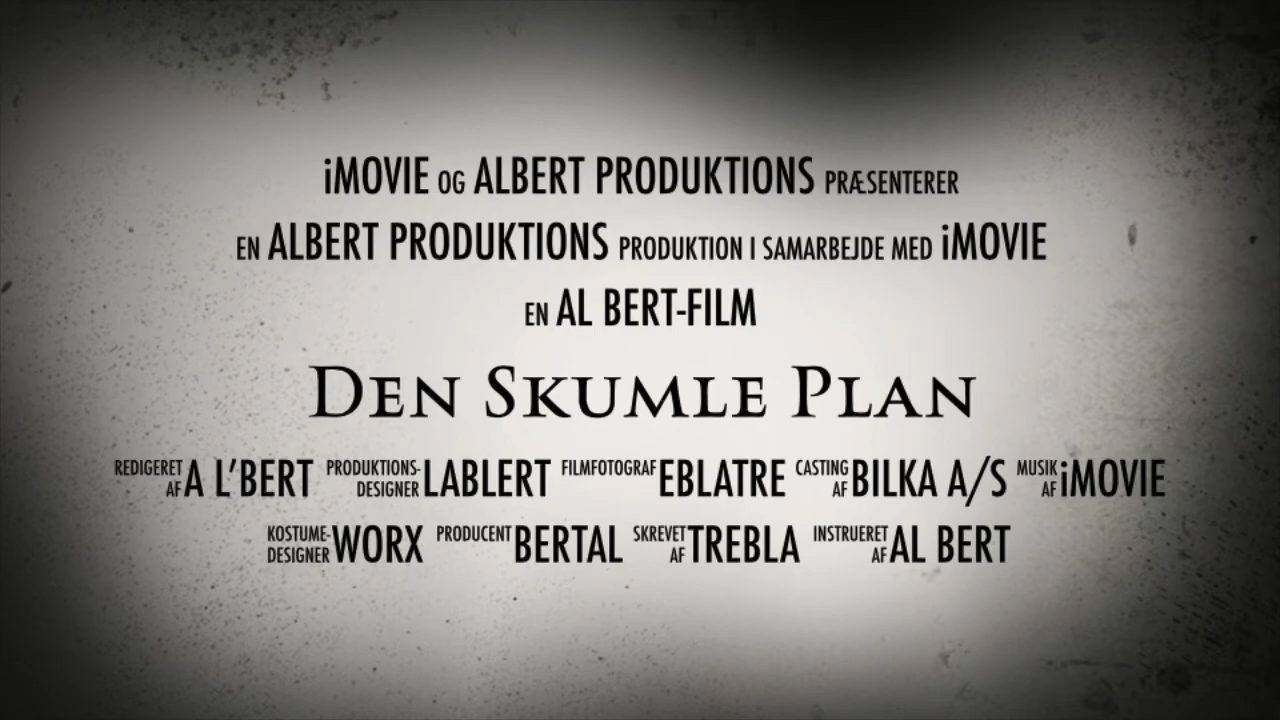 iMOVIE OG ALBERT PRODUKTIONS PRÆSENTERER
EN ALBERT PRODUKTIONS PRODUKTION I SAMARBEJDE MED iMOVIE
EN AL BERT-FILM
DEN SKUMLE PLAN
REDIGERET AF A L'BERT PRODUKTIONS-DESIGNER LABLERT FILMFOTOGRAF EBLATRE CASTING AF BILKA A/S MUSIK AF iMOVIE
KOSTUME-DESIGNER WORX PRODUCENT BERTAL SKREVET AF TREBLA INSTRUERET AF AL BERT